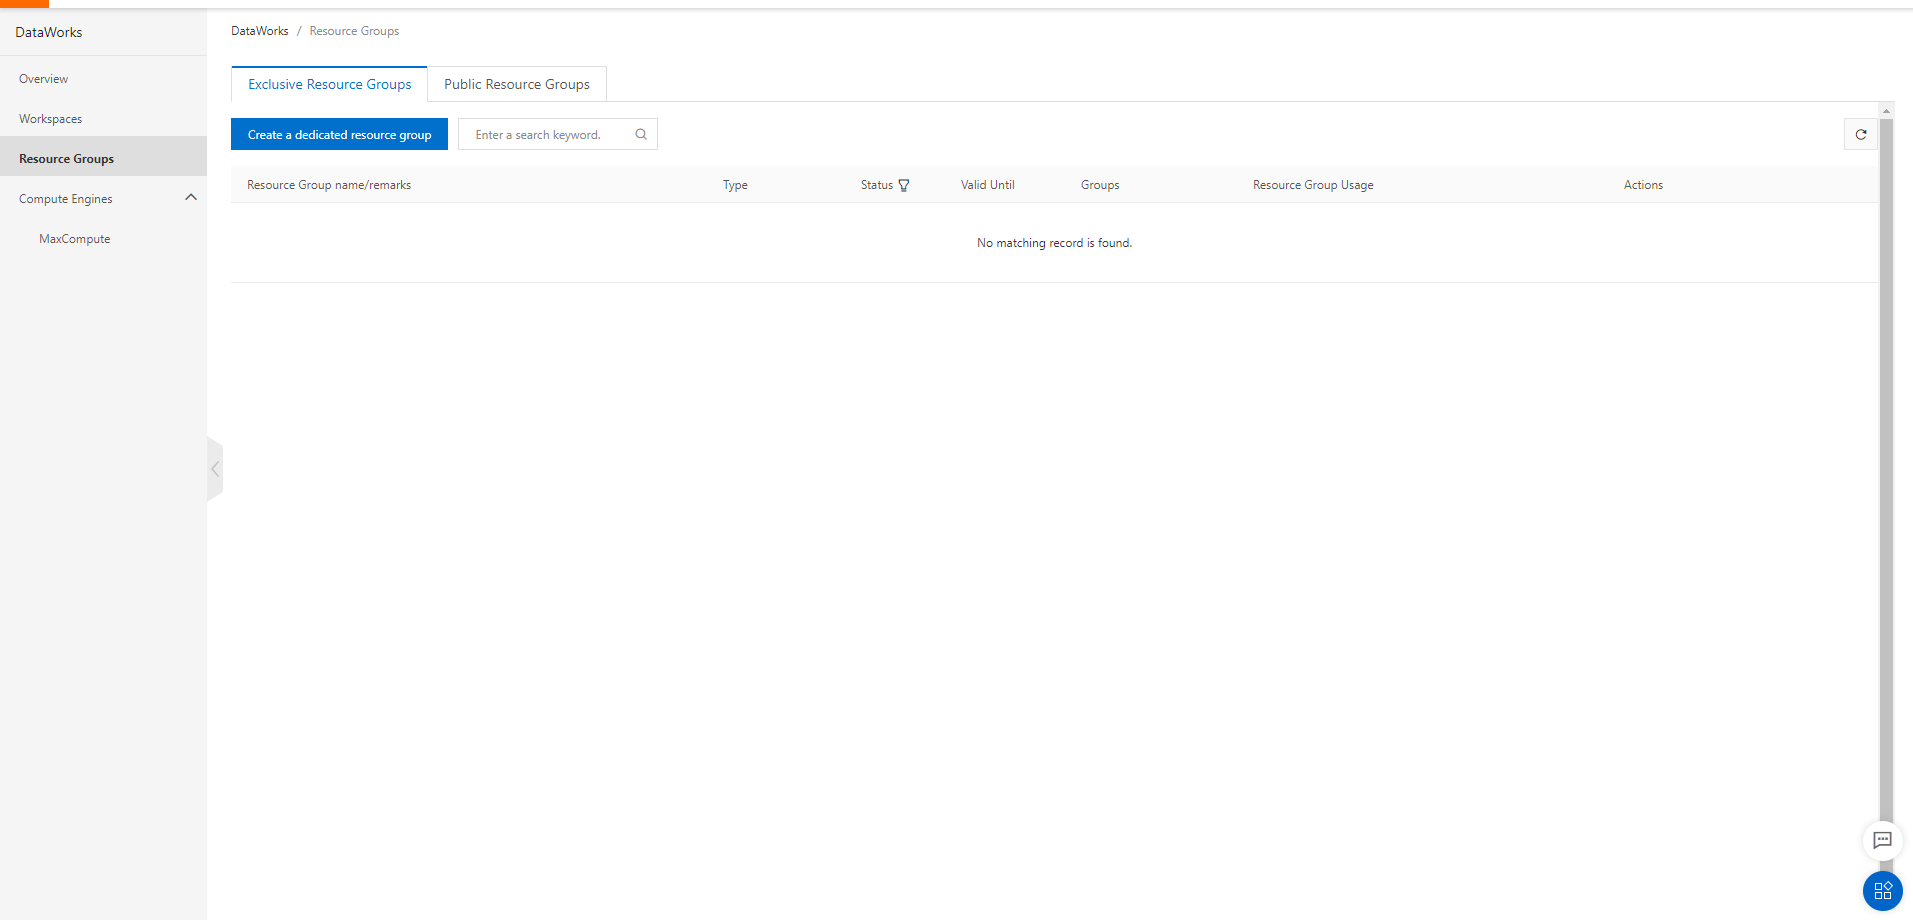 DataWorks
Overview
Workspaces
Resource Groups
Compute Engines
MaxCompute
DataWorks / Resource Groups
Exclusive Resource Groups Public Resource Groups
Create a dedicated resource group Enter a search keyword.
Resource Group name/remarks Type Status Valid Until Groups Resource Group Usage Actions
No matching record is found.